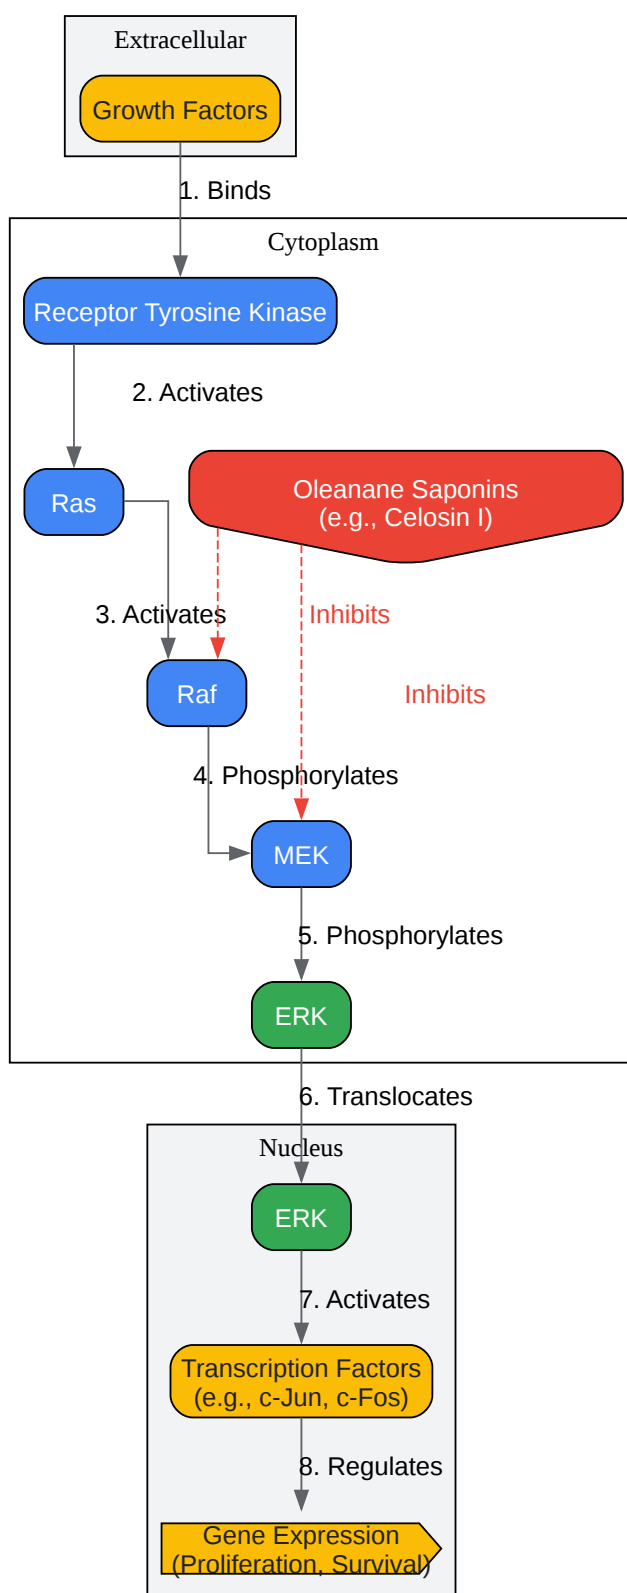 Extracellular
Growth Factors
1. Binds
Cytoplasm
Receptor Tyrosine Kinase
2. Activates
Ras
Oleanane Saponins
(e.g., Celosin I)
3. Activates
Inhibits
Raf
Inhibits
4. Phosphorylates
MEK
5. Phosphorylates
ERK
6. Translocates
Nucleus
ERK
7. Activates
Transcription Factors
(e.g., c-Jun, c-Fos)
8. Regulates
Gene Expression
(Proliferation, Survival)